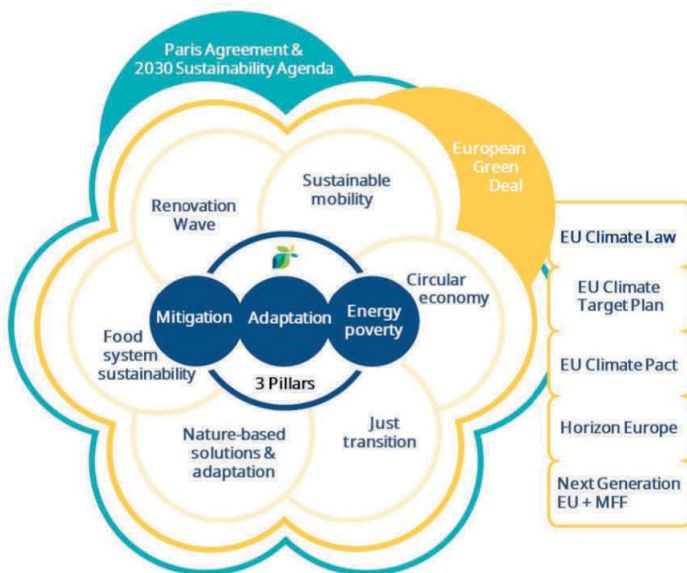 Paris Agreement &
2030 Sustainability Agenda
European
Green
Deal
Sustainable
mobility
Renovation
Wave
Circular
economy
Mitigation
Adaptation
Energy
poverty
3 Pillars
Food
system
sustainability
Just
transition
Nature-based
solutions &
adaptation
EU Climate Law
EU Climate
Target Plan
EU Climate Pact
Horizon Europe
Next Generation
EU + MFF